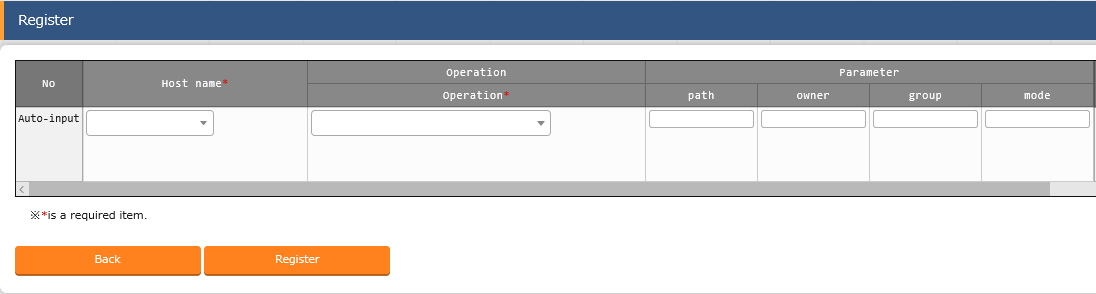 Register
No
Host name*
Operation
Operation*
Parameter
path
owner
group
mode
Auto-input
※*is a required item.
Back
Register